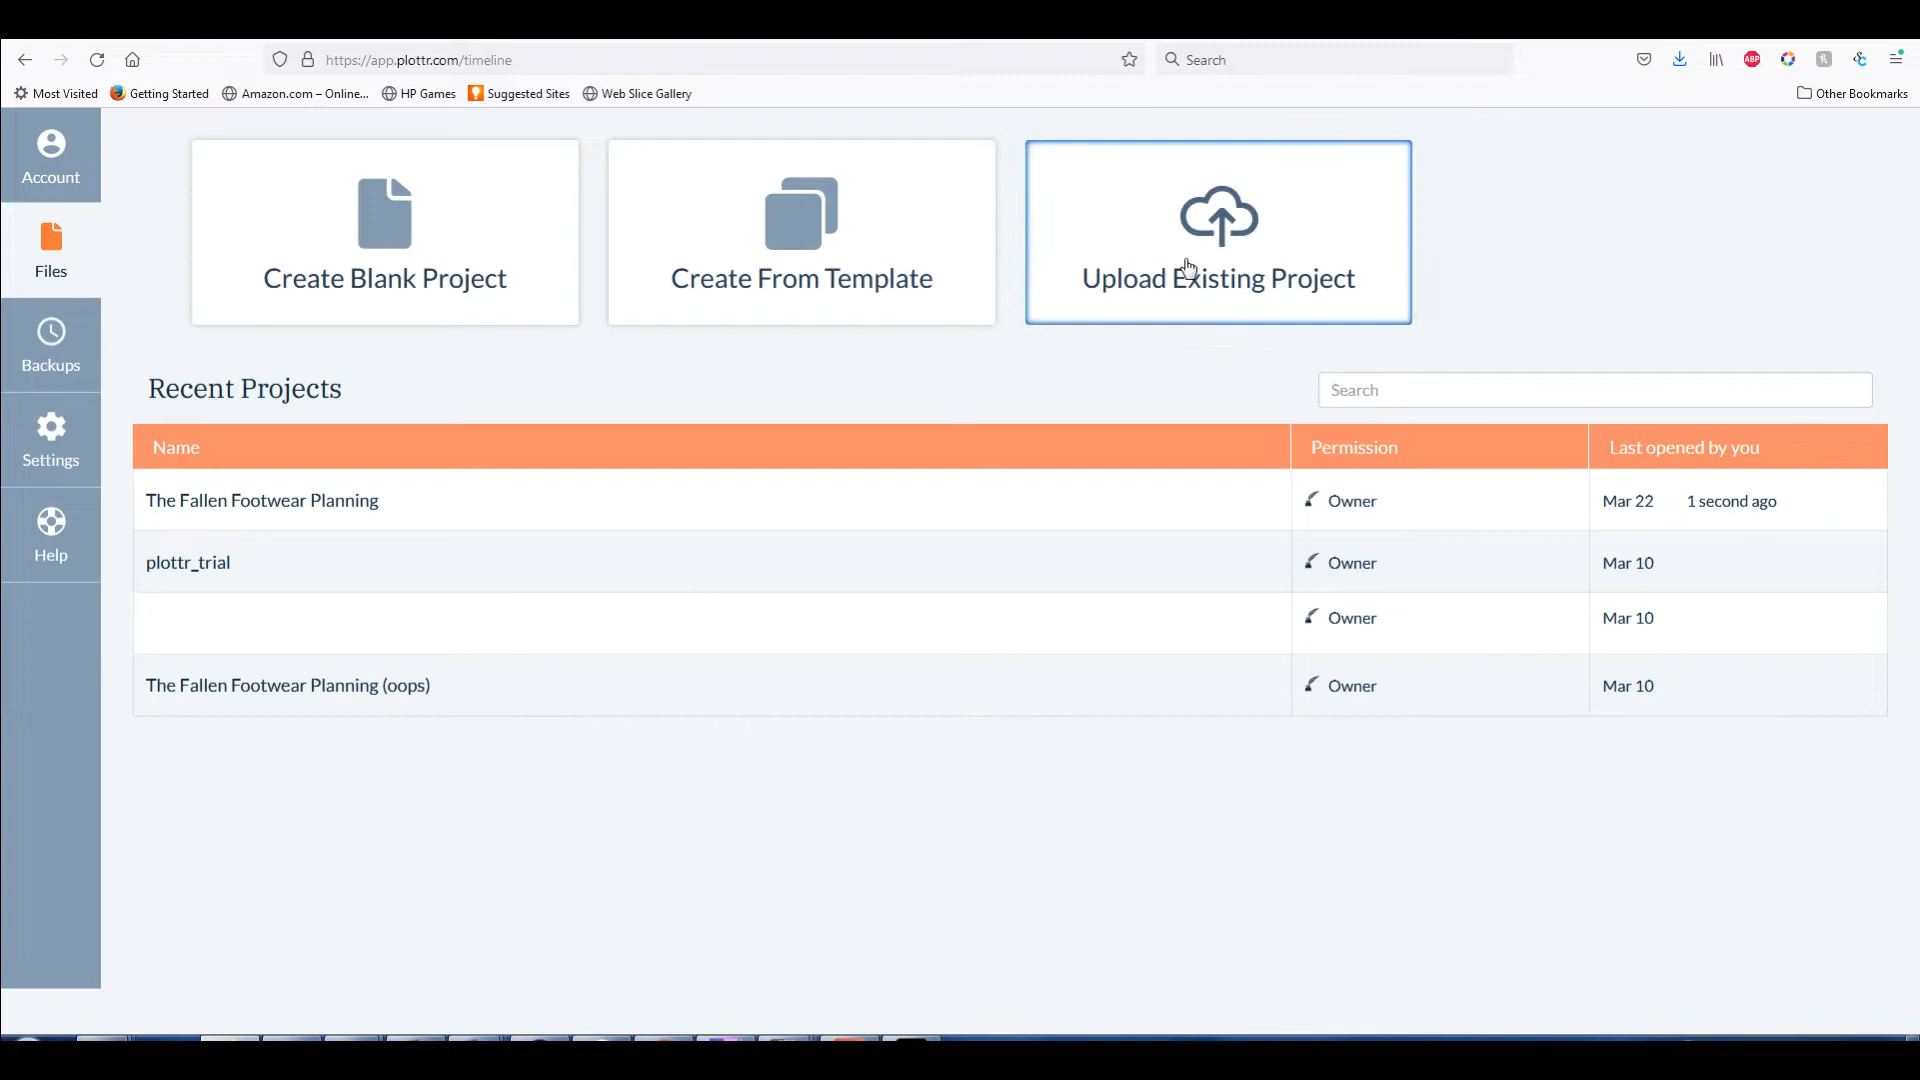 https://app.plottr.com/timeline
Search
ABP
Most Visited
Getting Started
Amazon.com – Online...
HP Games
Suggested Sites
Web Slice Gallery
Other Bookmarks
Account
Files
Backups
Settings
Help
Create Blank Project
Create From Template
Upload Existing Project
Recent Projects
Search
Name Permission Last opened by you
The Fallen Footwear Planning Owner Mar 22 1 second ago
plottr_trial Owner Mar 10
Owner Mar 10
The Fallen Footwear Planning (oops) Owner Mar 10